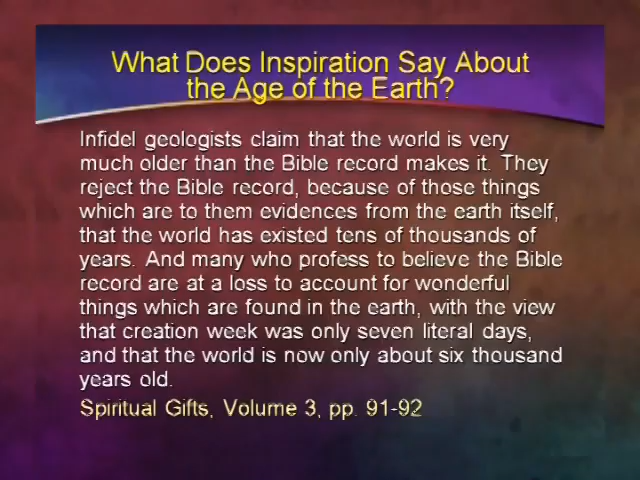 What Does Inspiration Say About
the Age of the Earth?
Infidel geologists claim that the world is very
much older than the Bible record makes it. They
reject the Bible record, because of those things
which are to them evidences from the earth itself,
that the world has existed tens of thousands of
years. And many who profess to believe the Bible
record are at a loss to account for wonderful
things which are found in the earth, with the view
that creation week was only seven literal days,
and that the world is now only about six thousand
years old.
Spiritual Gifts, Volume 3, pp. 91-92